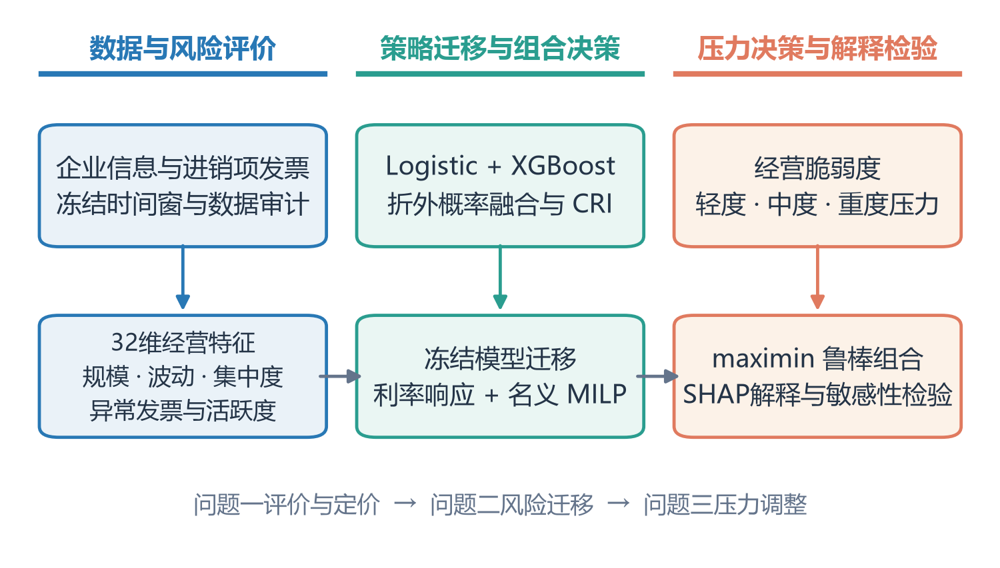 数据与风险评价
策略迁移与组合决策
压力决策与解释检验
企业信息与进销项发票
冻结时间窗与数据审计
Logistic + XGBoost
折外概率融合与 CRI
经营脆弱度
轻度 · 中度 · 重度压力
32维经营特征
规模 · 波动 · 集中度
异常发票与活跃度
冻结模型迁移
利率响应 + 名义 MILP
maximin 鲁棒组合
SHAP解释与敏感性检验
问题一评价与定价 → 问题二风险迁移 → 问题三压力调整